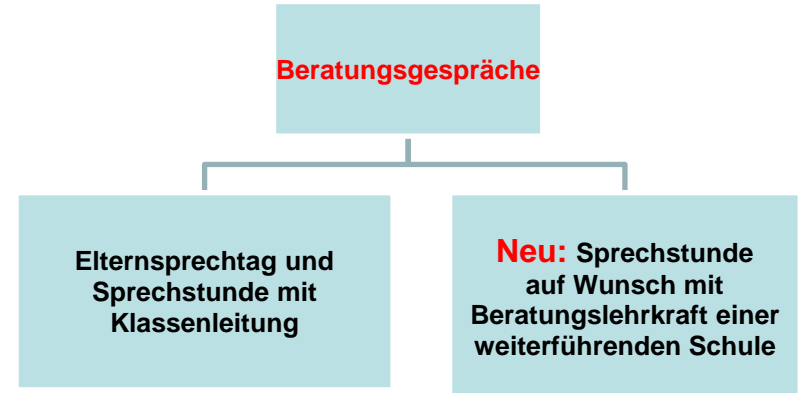 Beratungsgespräche
Elternsprechtag und
Sprechstunde mit
Klassenleitung
Neu: Sprechstunde
auf Wunsch mit
Beratungslehrkraft einer
weiterführenden Schule